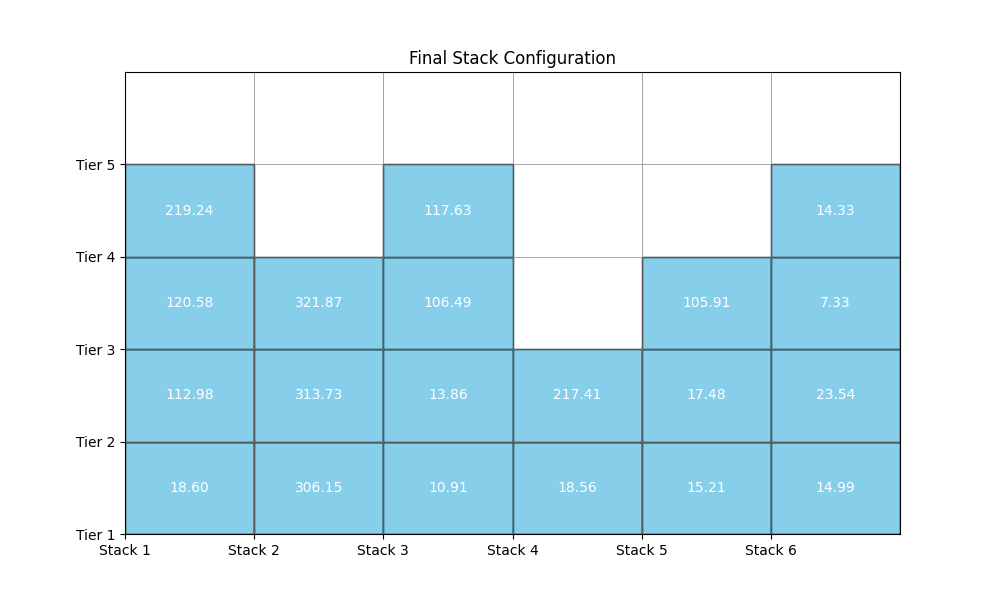 Final Stack Configuration
Tier 5
219.24 117.63 14.33
Tier 4
120.58 321.87 106.49 105.91 7.33
Tier 3
112.98 313.73 13.86 217.41 17.48 23.54
Tier 2
18.60 306.15 10.91 18.56 15.21 14.99
Tier 1
Stack 1 Stack 2 Stack 3 Stack 4 Stack 5 Stack 6